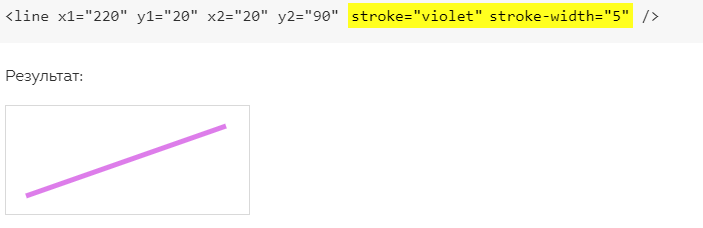 <line x1="220" y1="20" x2="20" y2="90" stroke="violet" stroke-width="5" />
Результат: